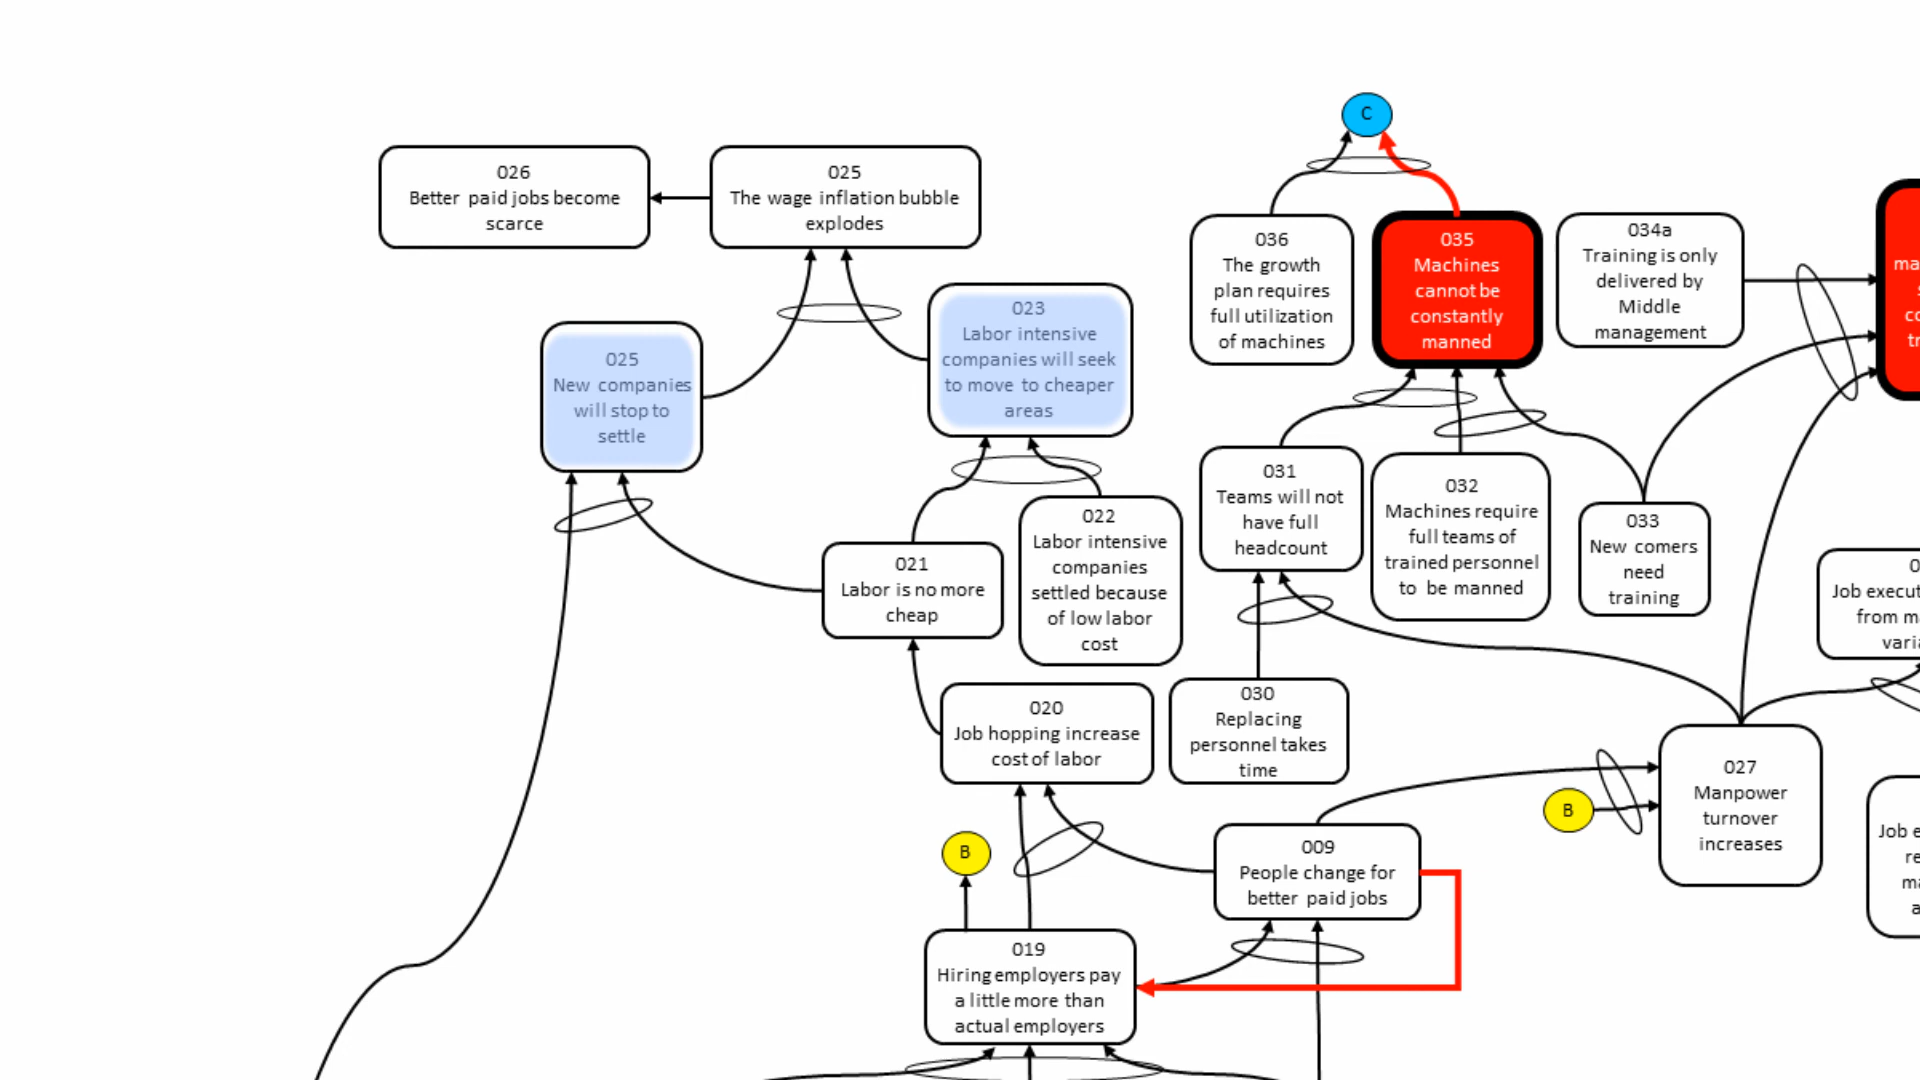 C
026
Better paid jobs become
scarce
025
The wage inflation bubble
explodes
036
The growth
plan requires
full utilization
of machines
035
Machines
cannot be
constantly
manned
034a
Training is only
delivered by
Middle
management
023
Labor intensive
companies will seek
to move to cheaper
areas
025
New companies
will stop to
settle
031
Teams will not
have full
headcount
032
Machines require
full teams of
trained personnel
to be manned
033
New comers
need
training
022
Labor intensive
companies
settled because
of low labor
cost
021
Labor is no more
cheap
020
Job hopping increase
cost of labor
030
Replacing
personnel takes
time
B
027
Manpower
turnover
increases
B
009
People change for
better paid jobs
019
Hiring employers pay
a little more than
actual employers
Job
from
Job